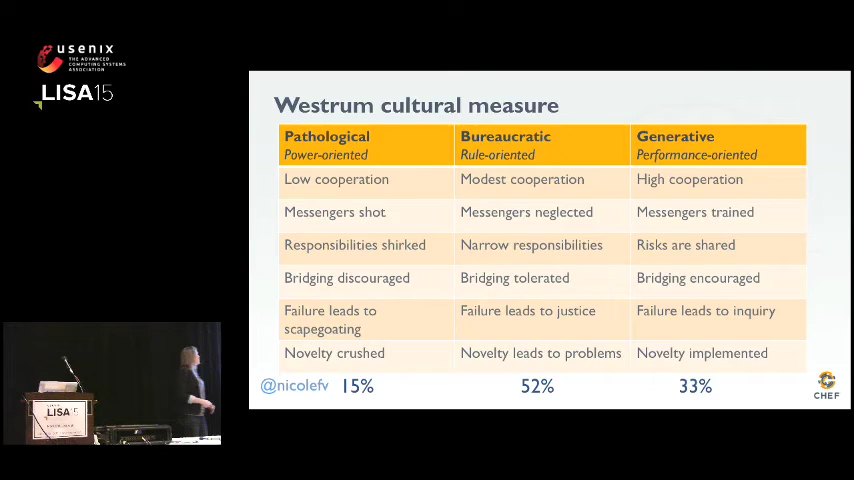 usenix
THE ADVANCED
COMPUTING SYSTEMS
ASSOCIATION
LISA15
Westrum cultural measure
Pathological Bureaucratic Generative
Power-oriented Rule-oriented Performance-oriented
Low cooperation Modest cooperation High cooperation
Messengers shot Messengers neglected Messengers trained
Responsibilities shirked Narrow responsibilities Risks are shared
Bridging discouraged Bridging tolerated Bridging encouraged
Failure leads to scapegoating Failure leads to justice Failure leads to inquiry
Novelty crushed Novelty leads to problems Novelty implemented
@nicolefv 15% 52% 33%
CHEF
LISA15